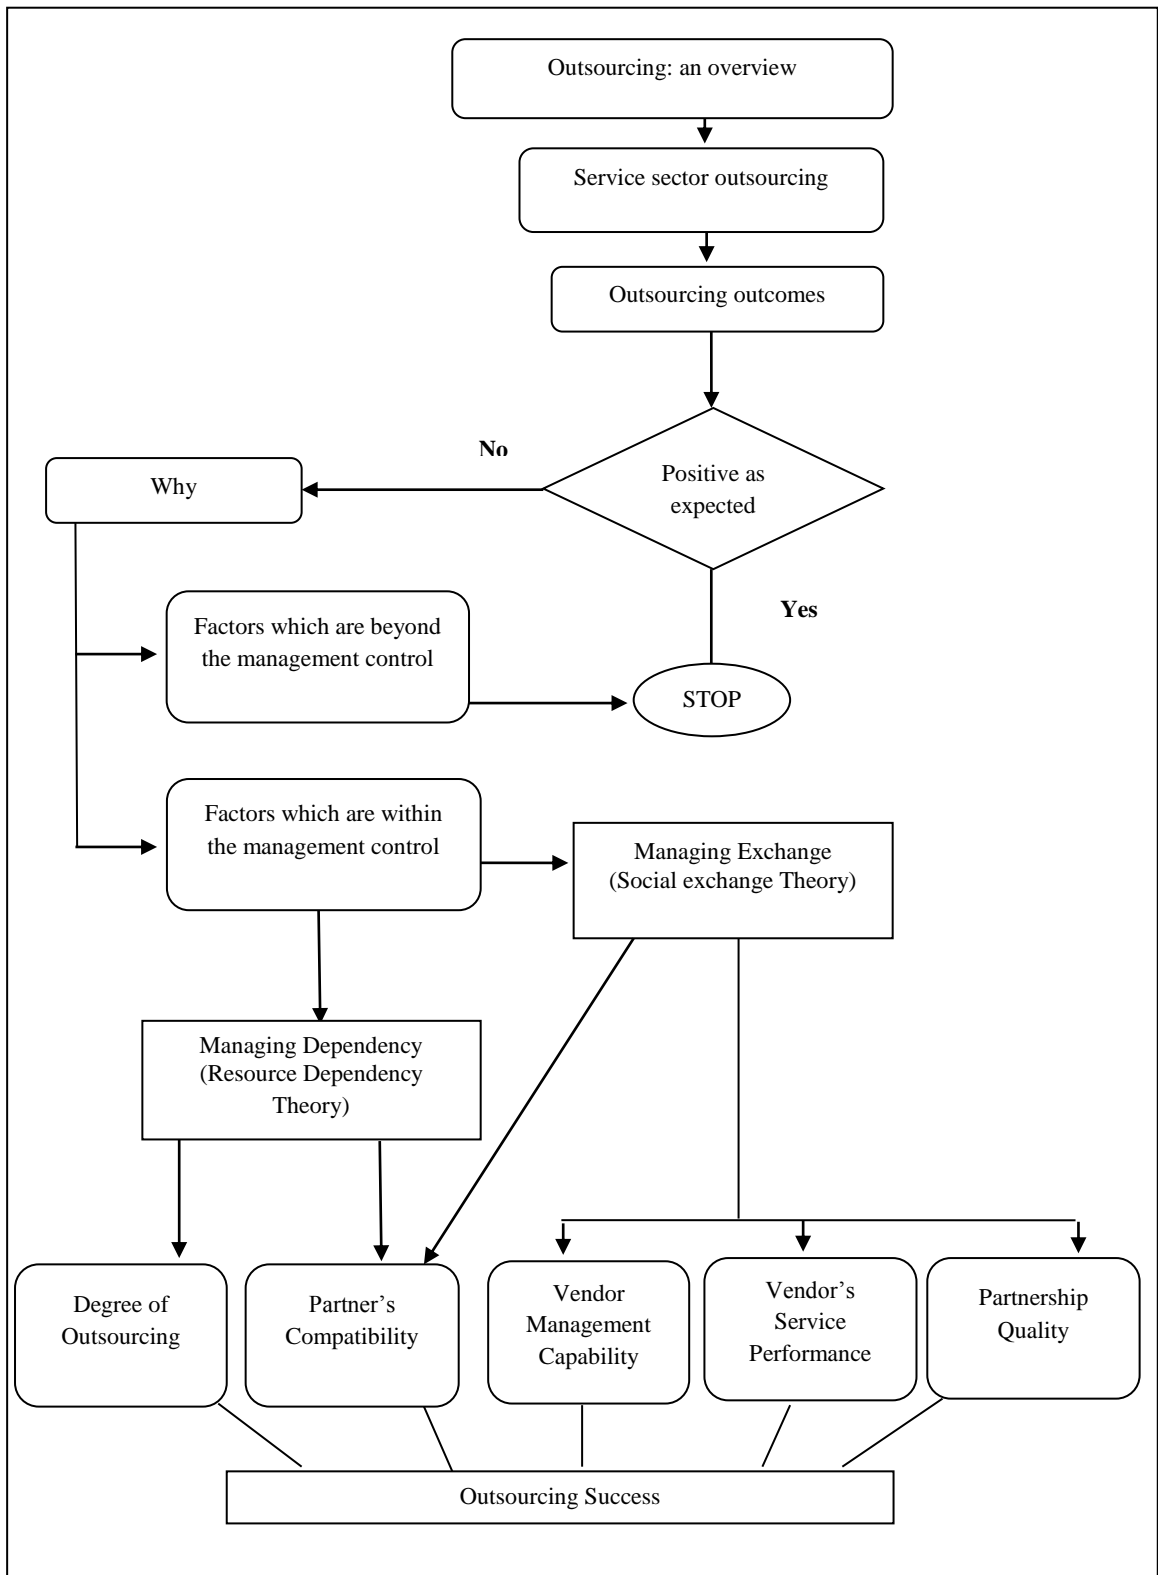 Outsourcing: an overview
Service sector outsourcing
Outsourcing outcomes
No
Positive as
expected
Why
Yes
Factors which are beyond
the management control
STOP
Factors which are within
the management control
Managing Exchange
(Social exchange Theory)
Managing Dependency
(Resource Dependency
Theory)
Degree of
Outsourcing
Partner’s
Compatibility
Vendor
Management
Capability
Vendor’s
Service
Performance
Partnership
Quality
Outsourcing Success